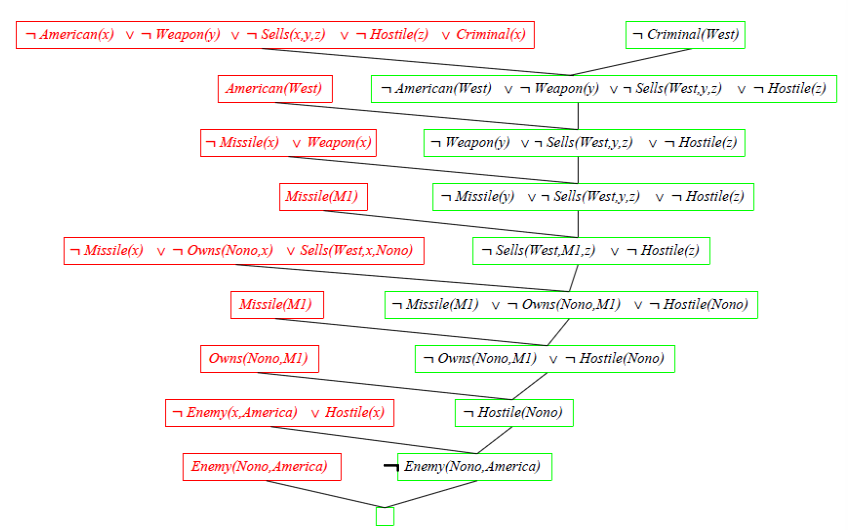 ¬ American(x) ∨ ¬ Weapon(y) ∨ ¬ Sells(x,y,z) ∨ ¬ Hostile(z) ∨ Criminal(x)
¬ Criminal(West)
American(West)
¬ American(West) ∨ ¬ Weapon(y) ∨ ¬ Sells(West,y,z) ∨ ¬ Hostile(z)
¬ Missile(x) ∨ Weapon(x)
¬ Weapon(y) ∨ ¬ Sells(West,y,z) ∨ ¬ Hostile(z)
Missile(M1)
¬ Missile(y) ∨ ¬ Sells(West,y,z) ∨ ¬ Hostile(z)
¬ Missile(x) ∨ ¬ Owns(Nono,x) ∨ Sells(West,x,Nono)
¬ Sells(West,M1,z) ∨ ¬ Hostile(z)
Missile(M1)
¬ Missile(M1) ∨ ¬ Owns(Nono,M1) ∨ ¬ Hostile(Nono)
Owns(Nono,M1)
¬ Owns(Nono,M1) ∨ ¬ Hostile(Nono)
¬ Enemy(x,America) ∨ Hostile(x)
¬ Hostile(Nono)
Enemy(Nono,America)
¬ Enemy(Nono,America)